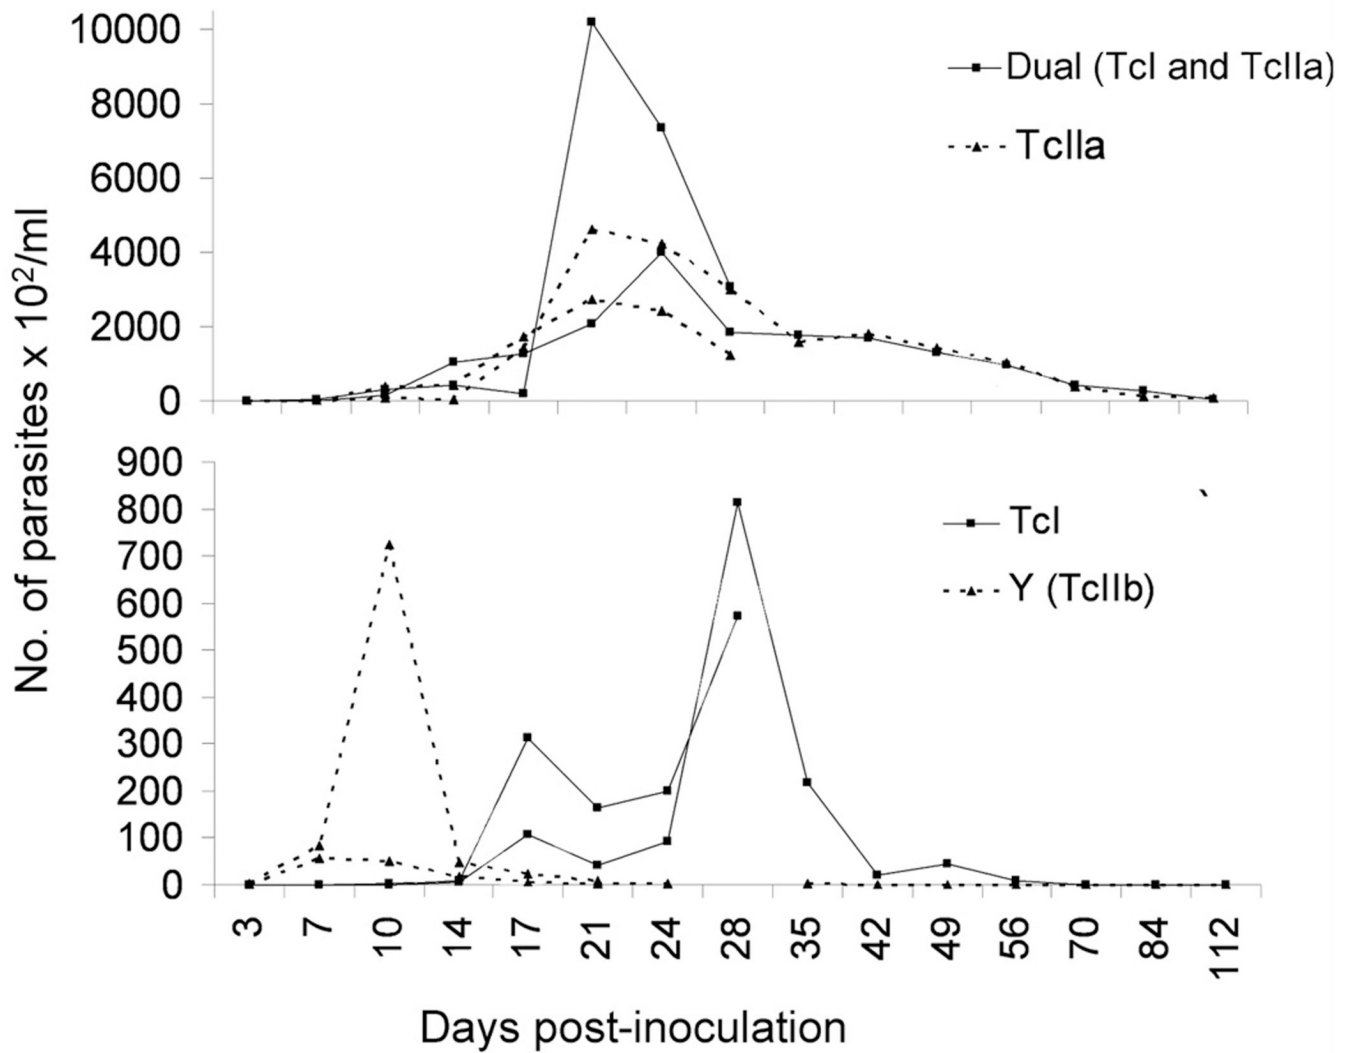 No. of parasites x 10²/ml
10000
8000
6000
4000
2000
0
Dual (TcI and TcIIa)
TcIIa
900
800
700
600
500
400
300
200
100
0
TcI
Y (TcIIb)
3 7 10 14 17 21 24 28 35 42 49 56 70 84 112
Days post-inoculation